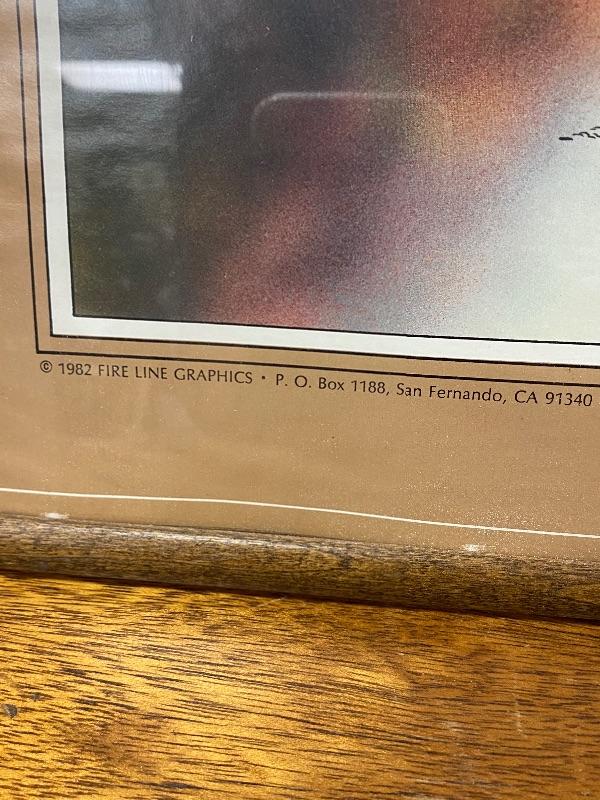 © 1982 FIRE LINE GRAPHICS • P. O. Box 1188, San Fernando, CA 91340